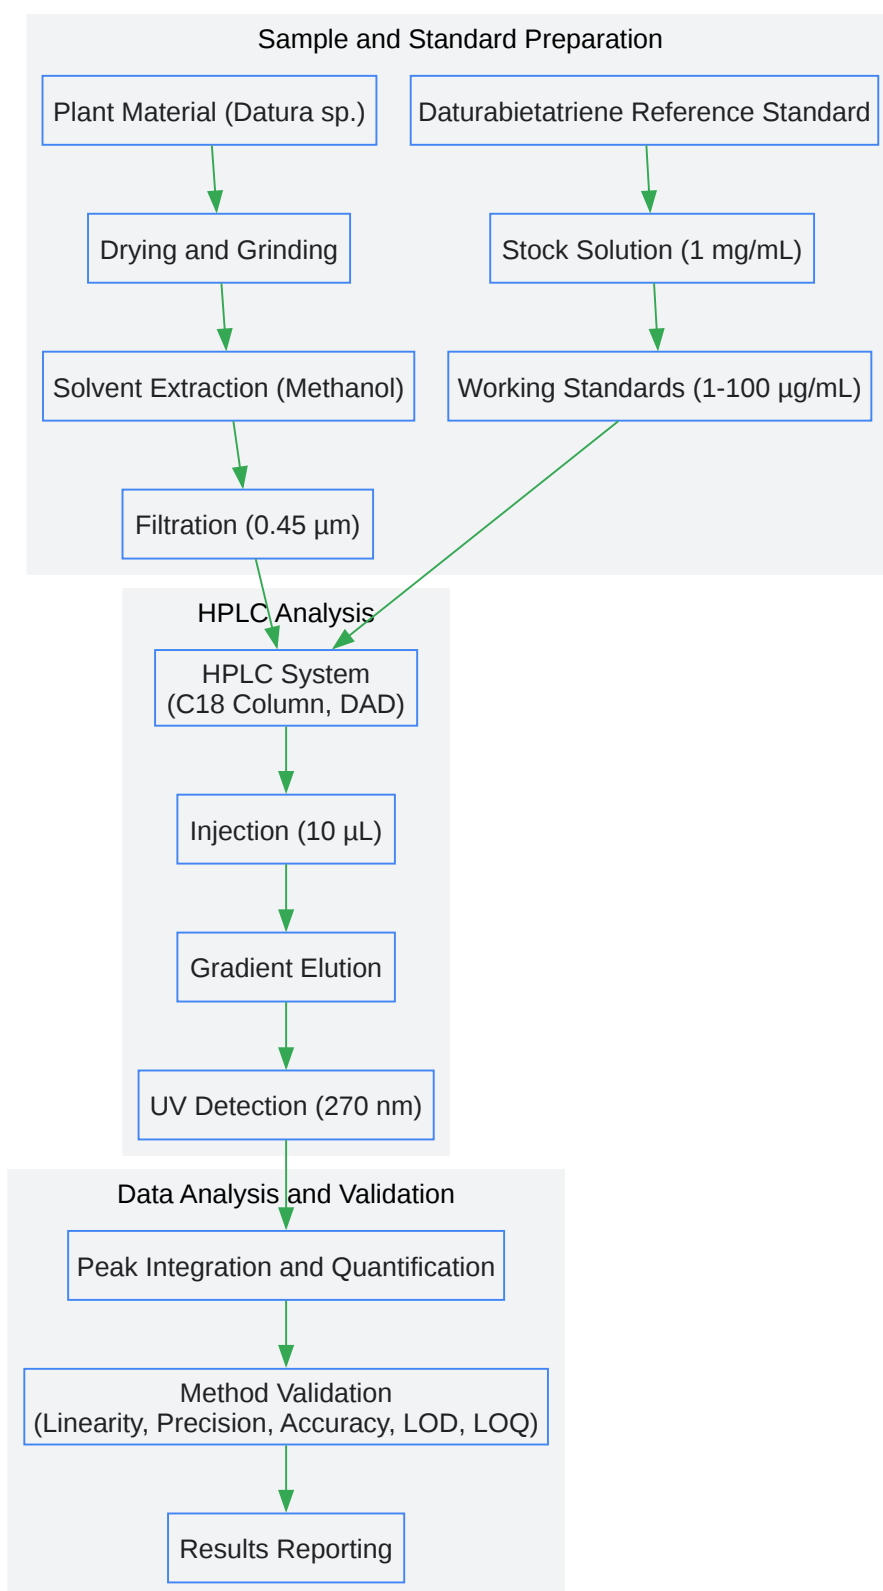 Sample and Standard Preparation
Plant Material (Datura sp.)
Daturabietatriene Reference Standard
Drying and Grinding
Stock Solution (1 mg/mL)
Solvent Extraction (Methanol)
Working Standards (1-100 µg/mL)
Filtration (0.45 µm)
HPLC Analysis
HPLC System
(C18 Column, DAD)
Injection (10 µL)
Gradient Elution
UV Detection (270 nm)
Data Analysis and Validation
Peak Integration and Quantification
Method Validation
(Linearity, Precision, Accuracy, LOD, LOQ)
Results Reporting